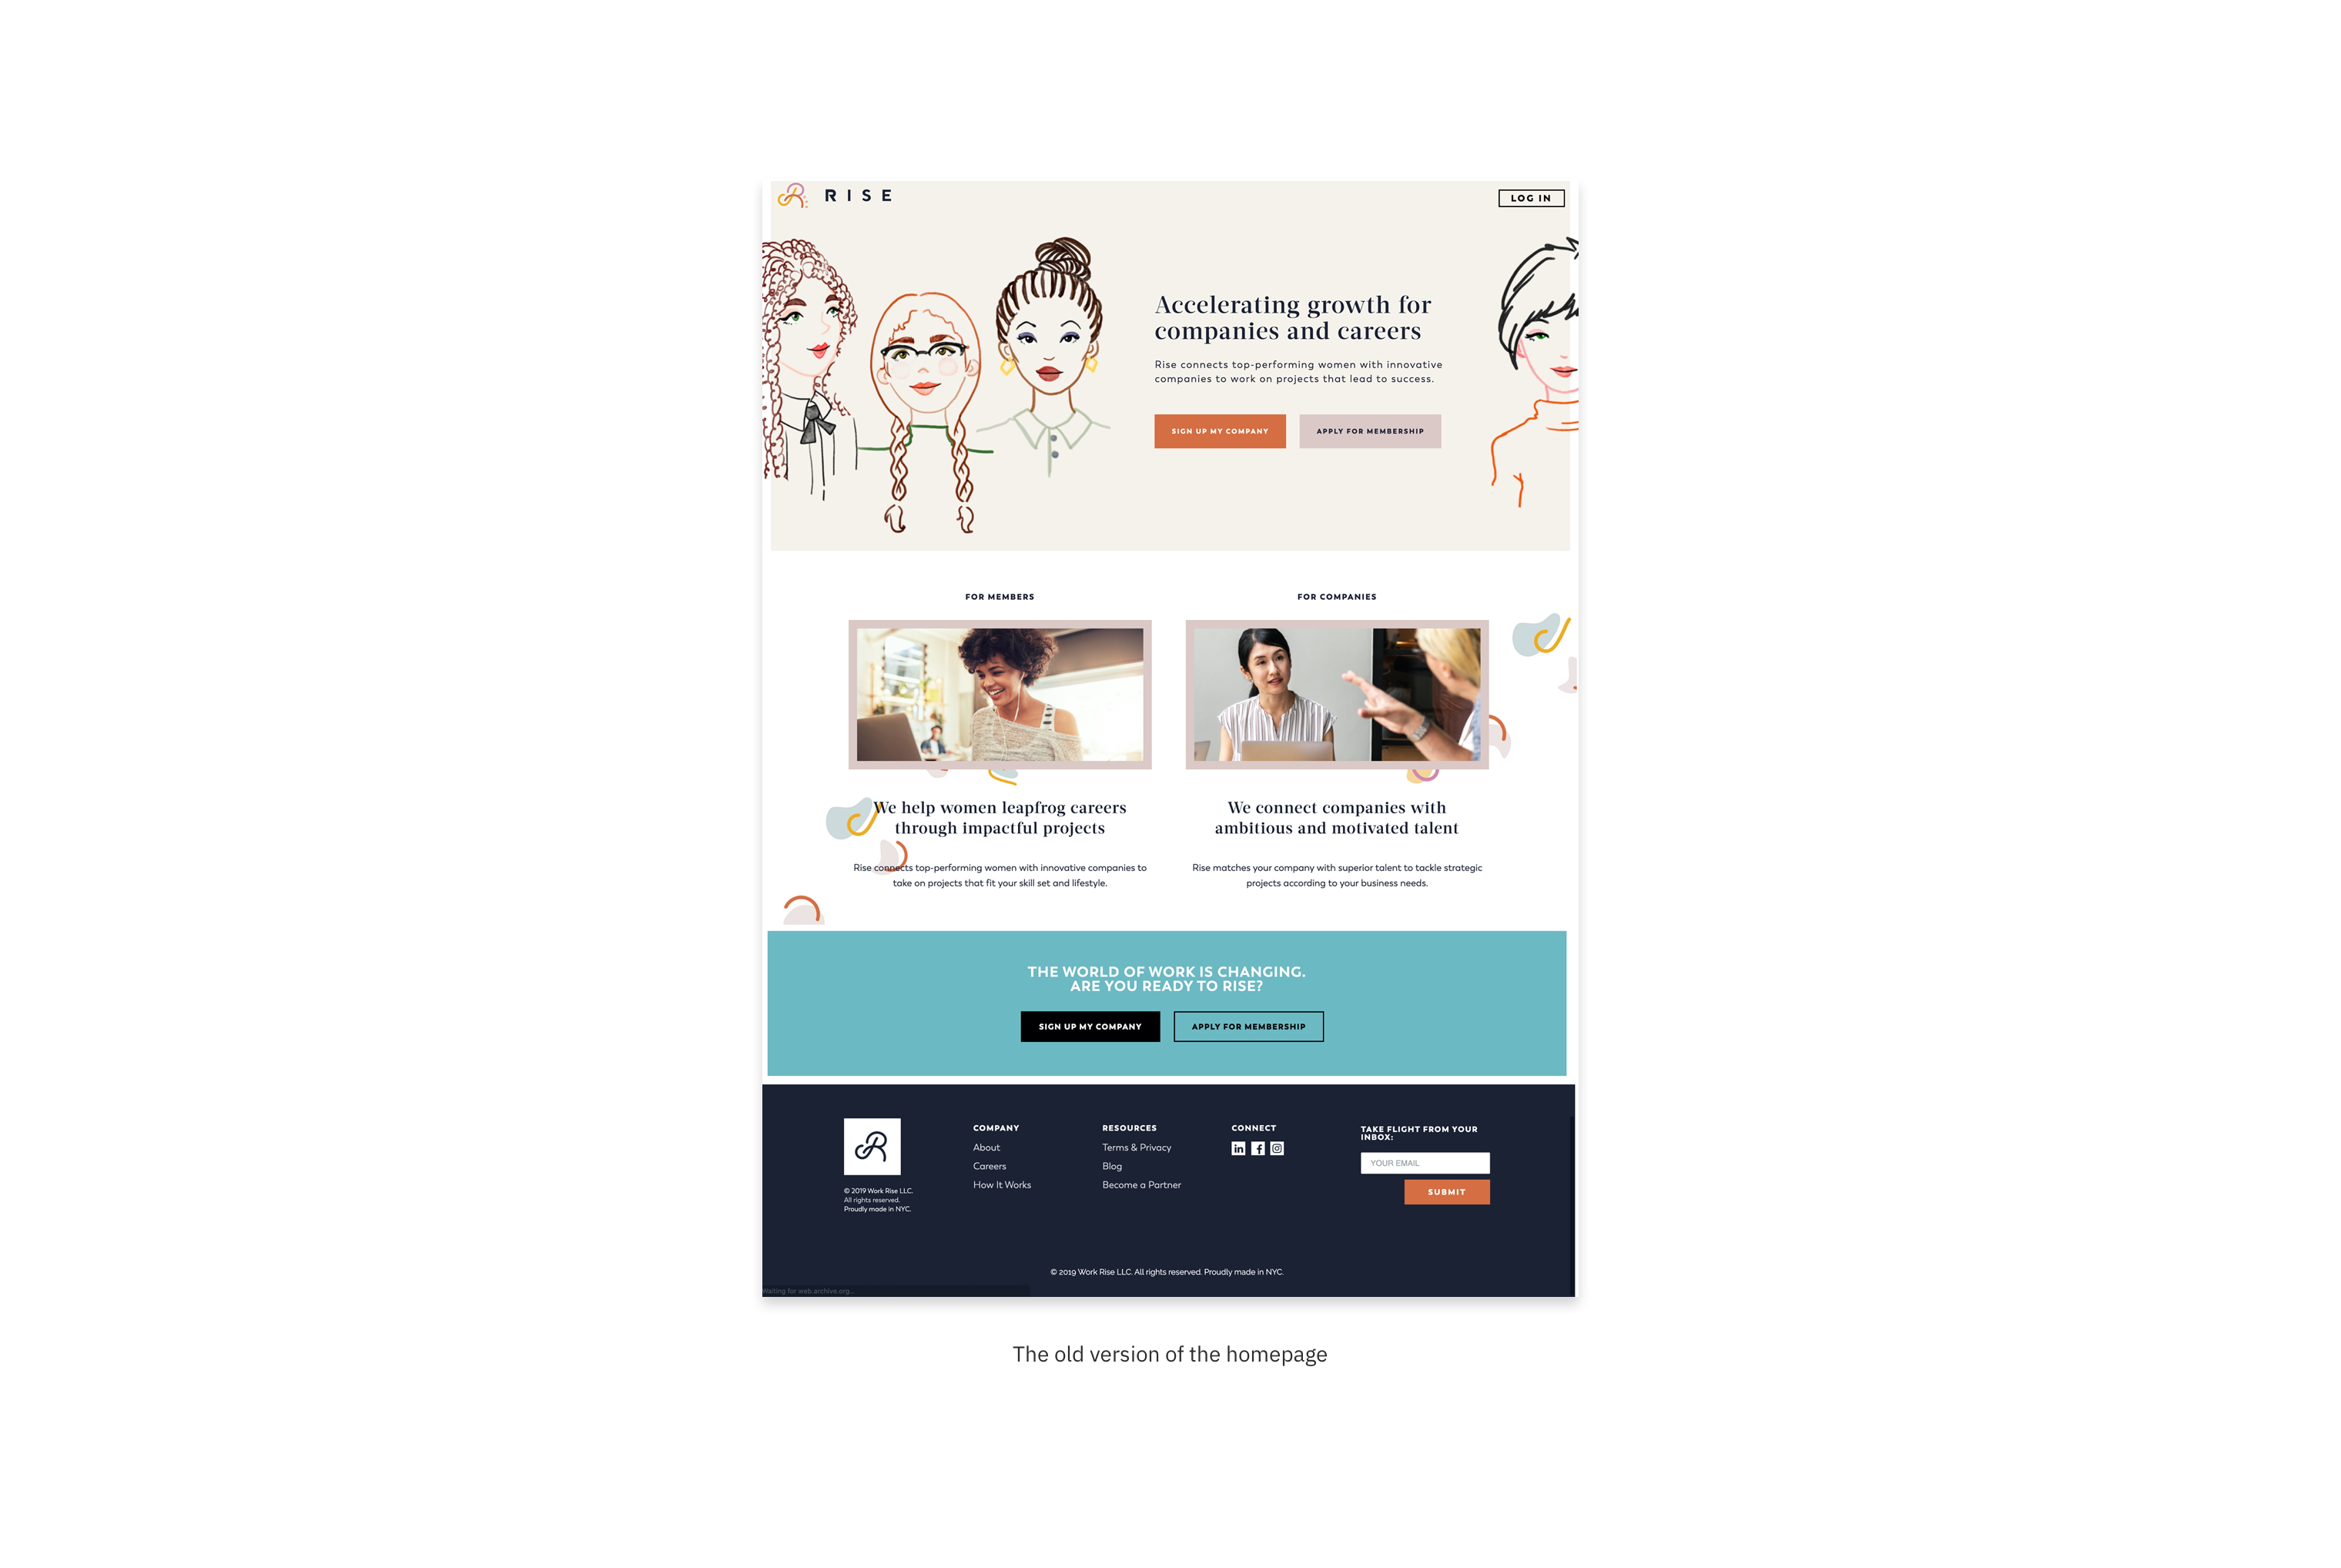 RISE
LOG IN
Accelerating growth for
companies and careers
Rise connects top-performing women with innovative
companies to work on projects that lead to success.
SIGN UP MY COMPANY
APPLY FOR MEMBERSHIP
FOR MEMBERS
FOR COMPANIES
We help women leapfrog careers
through impactful projects
We connect companies with
ambitious and motivated talent
Rise connects top-performing women with innovative companies to
take on projects that fit your skill set and lifestyle.
Rise matches your company with superior talent to tackle strategic
projects according to your business needs.
THE WORLD OF WORK IS CHANGING.
ARE YOU READY TO RISE?
SIGN UP MY COMPANY
APPLY FOR MEMBERSHIP
© 2019 Work Rise LLC.
All rights reserved.
Proudly made in NYC.
COMPANY
About
Careers
How It Works
RESOURCES
Terms & Privacy
Blog
Become a Partner
CONNECT
in f
TAKE FLIGHT FROM YOUR
INBOX:
YOUR EMAIL
SUBMIT
© 2019 Work Rise LLC. All rights reserved. Proudly made in NYC.
Waiting for web.archive.org...
The old version of the homepage